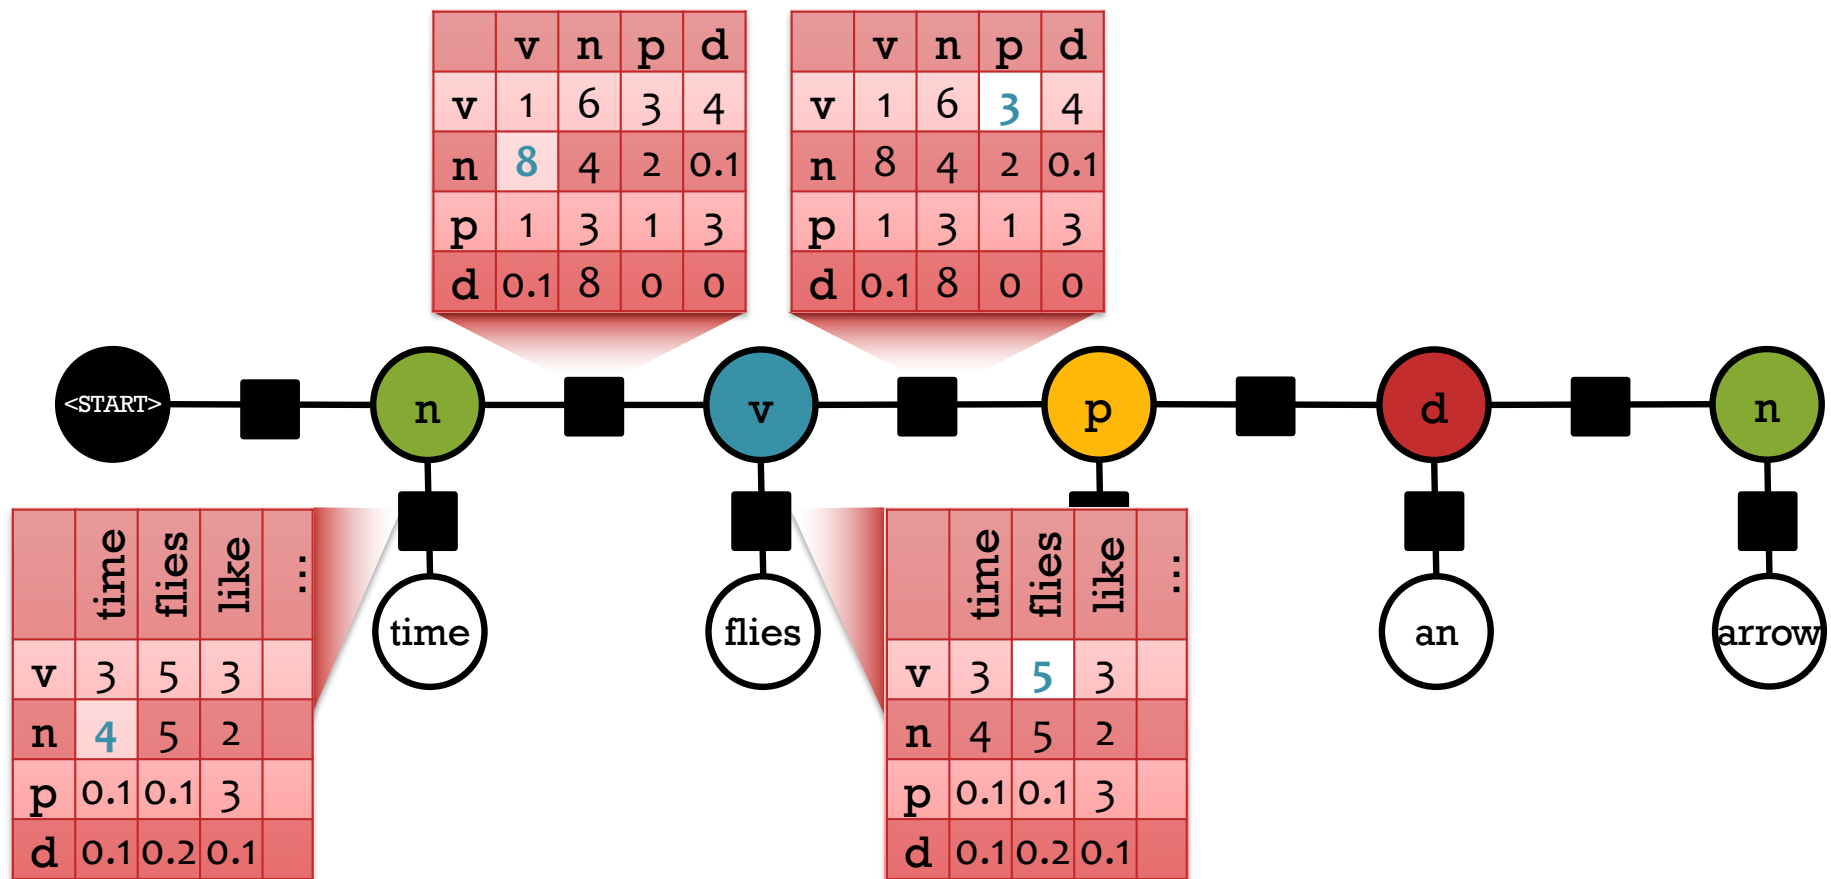 v n p d
v 1 6 3 4
n 8 4 2 0.1
p 1 3 1 3
d 0.1 8 0 0
v n p d
v 1 6 3 4
n 8 4 2 0.1
p 1 3 1 3
d 0.1 8 0 0
<START> n v p d n
time flies like ...
v 3 5 3
n 4 5 2
p 0.1 0.1 3
d 0.1 0.2 0.1
time
flies
time flies like ...
v 3 5 3
n 4 5 2
p 0.1 0.1 3
d 0.1 0.2 0.1
an
arrow